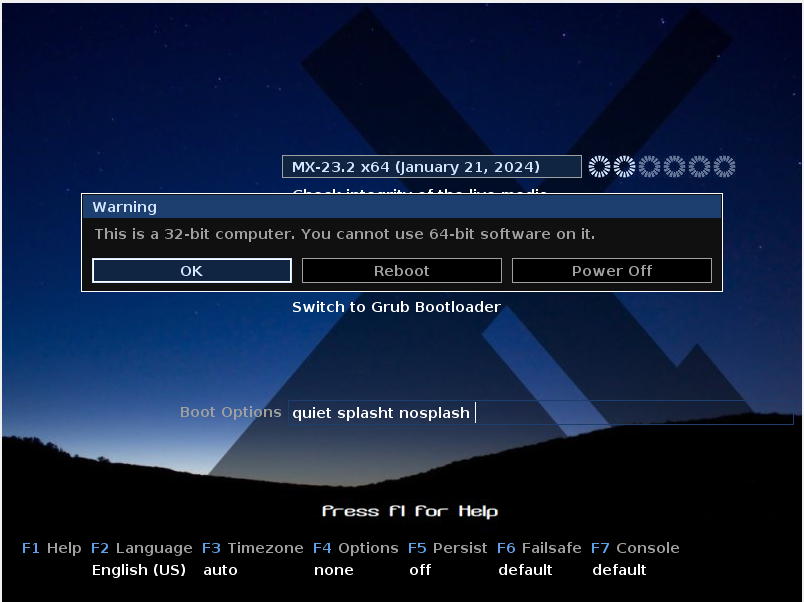 MX-23.2 x64 (January 21, 2024)
Check integrity of the live media
Warning
This is a 32-bit computer. You cannot use 64-bit software on it.
OK Reboot Power Off
Switch to Grub Bootloader
Boot Options quiet splasht nosplash
Press F1 for Help
F1 Help F2 Language F3 Timezone F4 Options F5 Persist F6 Failsafe F7 Console
English (US) auto none off default default